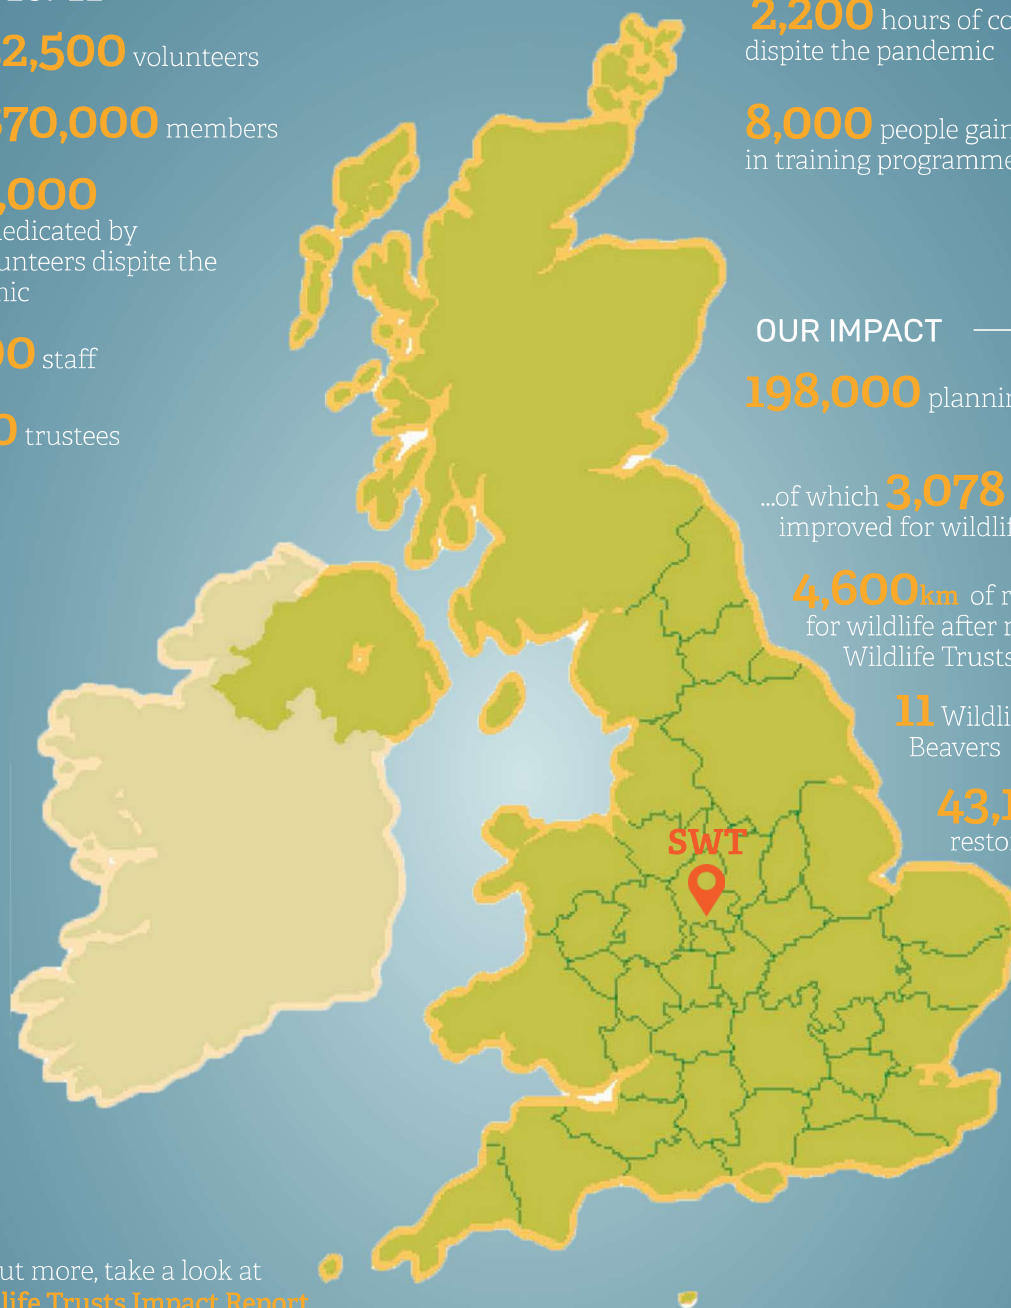 2,500 volunteers
70,000 members
,000
edicated by
unteers dispite the
nic
0 staff
0 trustees
2,200 hours of co
dispite the pandemic
8,000 people gain
in training programme
OUR IMPACT
198,000 plannin
...of which 3,078
improved for wildlif
4,600km of r
for wildlife after r
Wildlife Trusts
11 Wildli
Beavers
43,1
resto
SWT
ut more, take a look at
life Trusts Impact Report